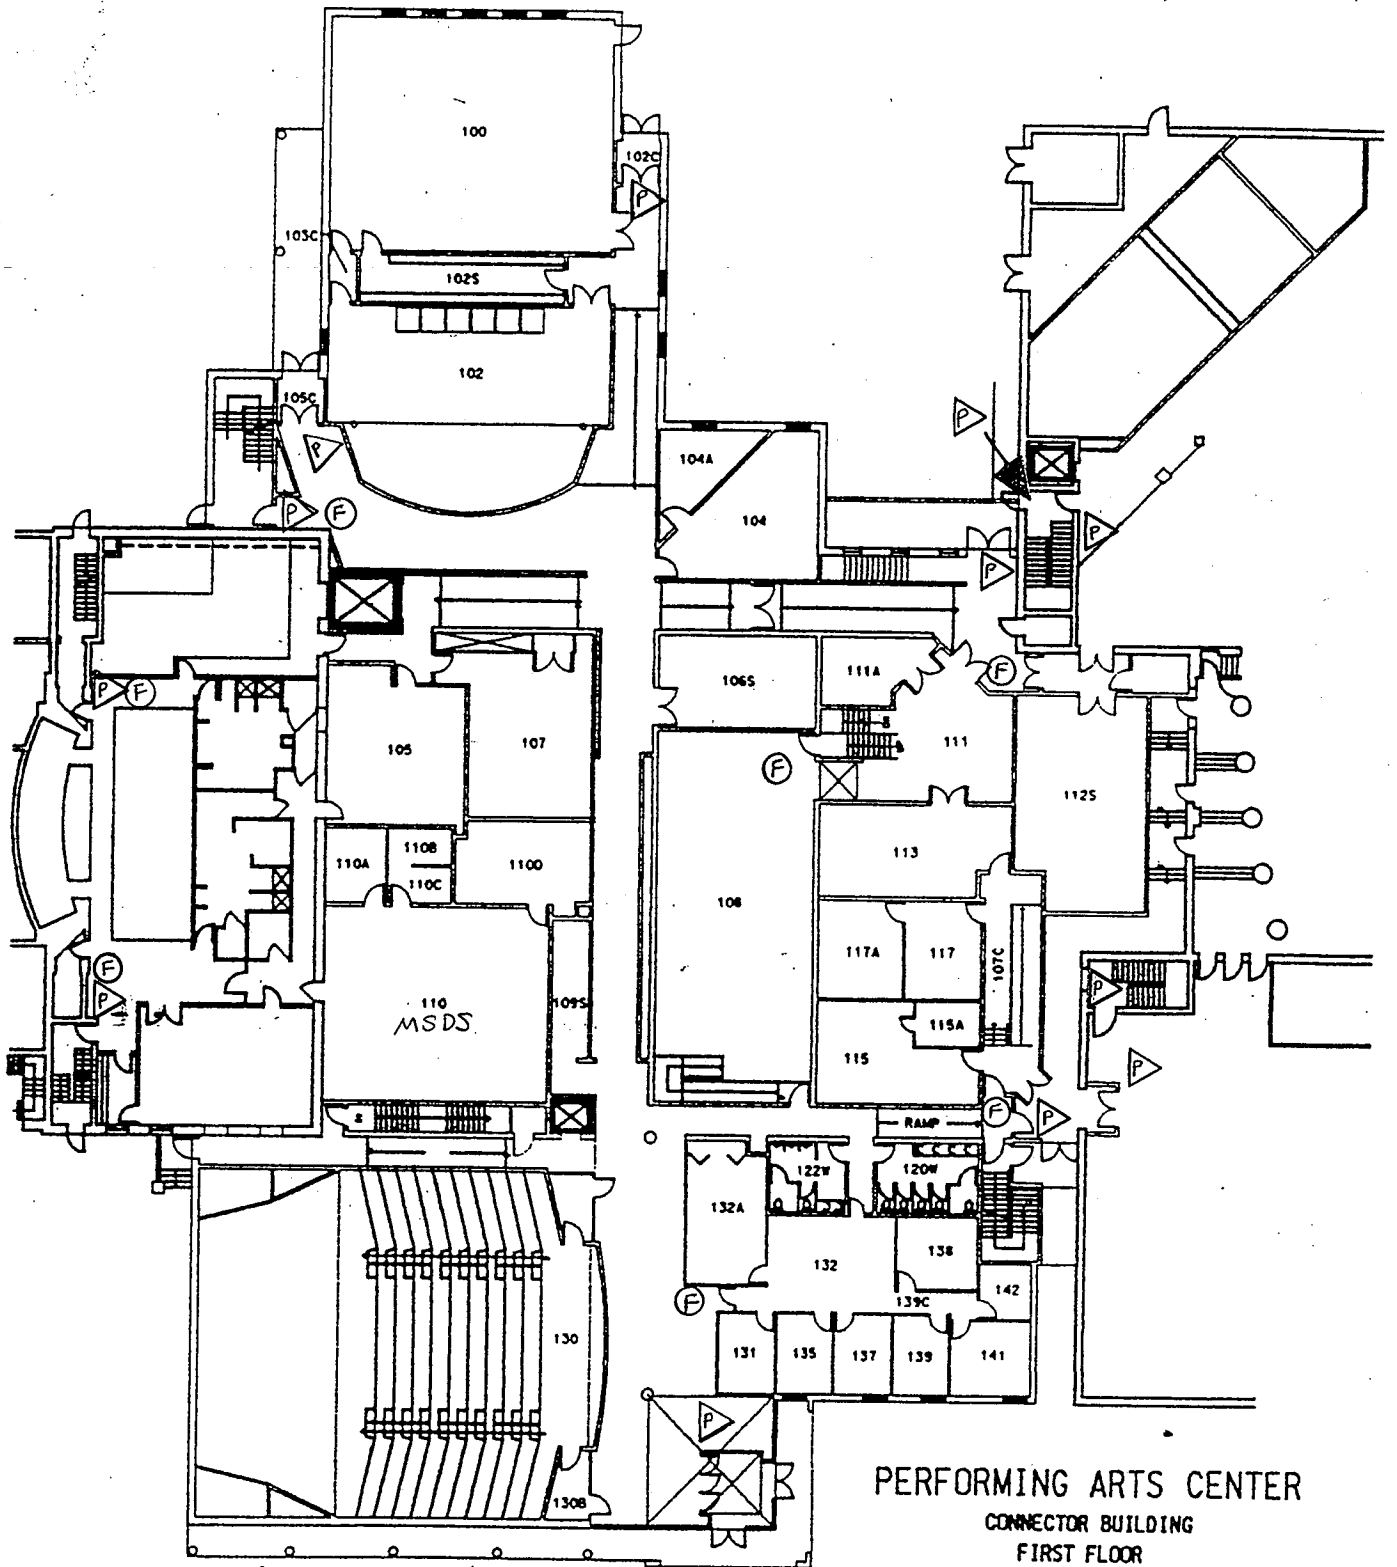 100
102C
P
103C
102S
102
105C
P
P
104A
P F
104
P
P
P F
111A
F
106S
105
107
111
F
112S
110A
110B
110D
113
110C
108
117A
117
107C
F
P
110
109S
P
MSDS
115A
115
P
F
P
RAMP
122W
120W
132A
132
138
142
F
139C
130
131
135
137
139
141
P
130B
PERFORMING ARTS CENTER
CONNECTOR BUILDING
FIRST FLOOR